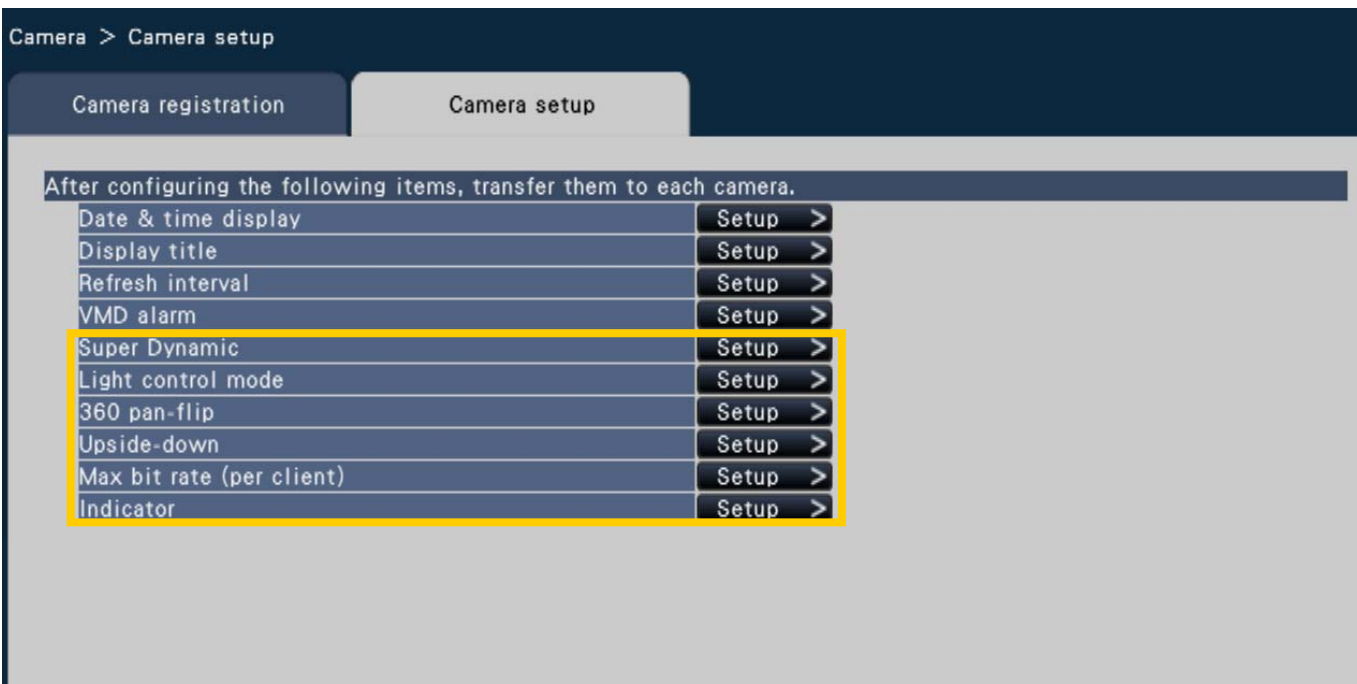 Camera > Camera setup
Camera registration Camera setup
After configuring the following items, transfer them to each camera.
Date & time display Setup >
Display title Setup >
Refresh interval Setup >
VMD alarm Setup >
Super Dynamic Setup >
Light control mode Setup >
360 pan-flip Setup >
Upside-down Setup >
Max bit rate (per client) Setup >
Indicator Setup >